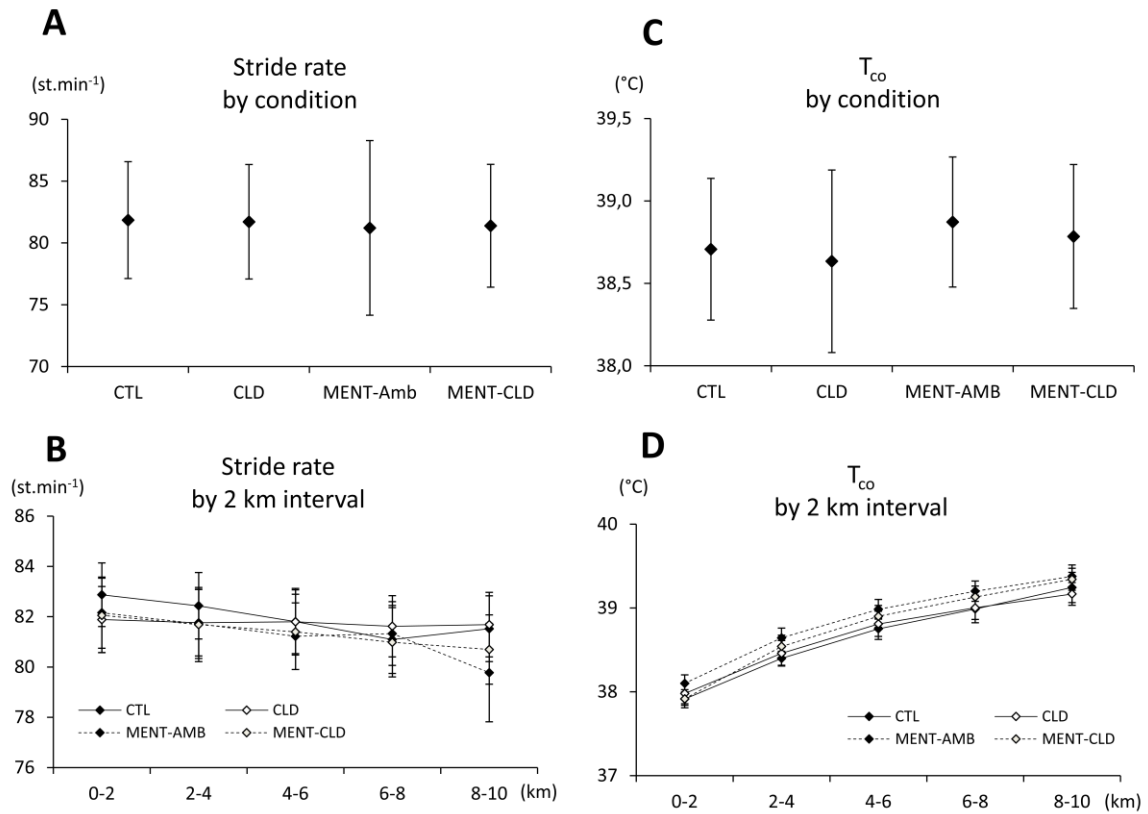 A
Stride rate
by condition
(st.min⁻¹)
90
85
80
75
70
CTL CLD MENT-Amb MENT-CLD
B
Stride rate
by 2 km interval
(st.min⁻¹)
86
84
82
80
78
76
CTL CLD
MENT-AMB MENT-CLD
0-2 2-4 4-6 6-8 8-10 (km)
C
T_co
by condition
(°C)
39,5
39,0
38,5
38,0
CTL CLD MENT-AMB MENT-CLD
D
T_co
by 2 km interval
(°C)
40
39
38
37
CTL CLD
MENT-AMB MENT-CLD
0-2 2-4 4-6 6-8 8-10 (km)